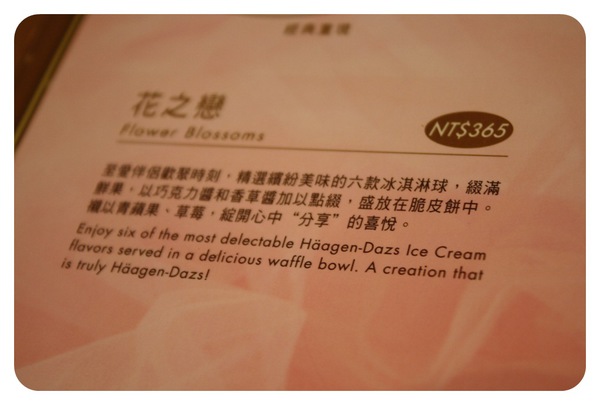 經典重現
花之戀
Flower Blossoms
NT$365
至愛伴侶歡聚時刻，精選繽紛美味的六款冰淇淋球，綴滿
鮮果，以巧克力醬和香草醬加以點綴，盛放在脆皮餅中。
襯以青蘋果、草莓，綻開心中“分享”的喜悅。
Enjoy six of the most delectable Häagen-Dazs Ice Cream
flavors served in a delicious waffle bowl. A creation that
is truly Häagen-Dazs!